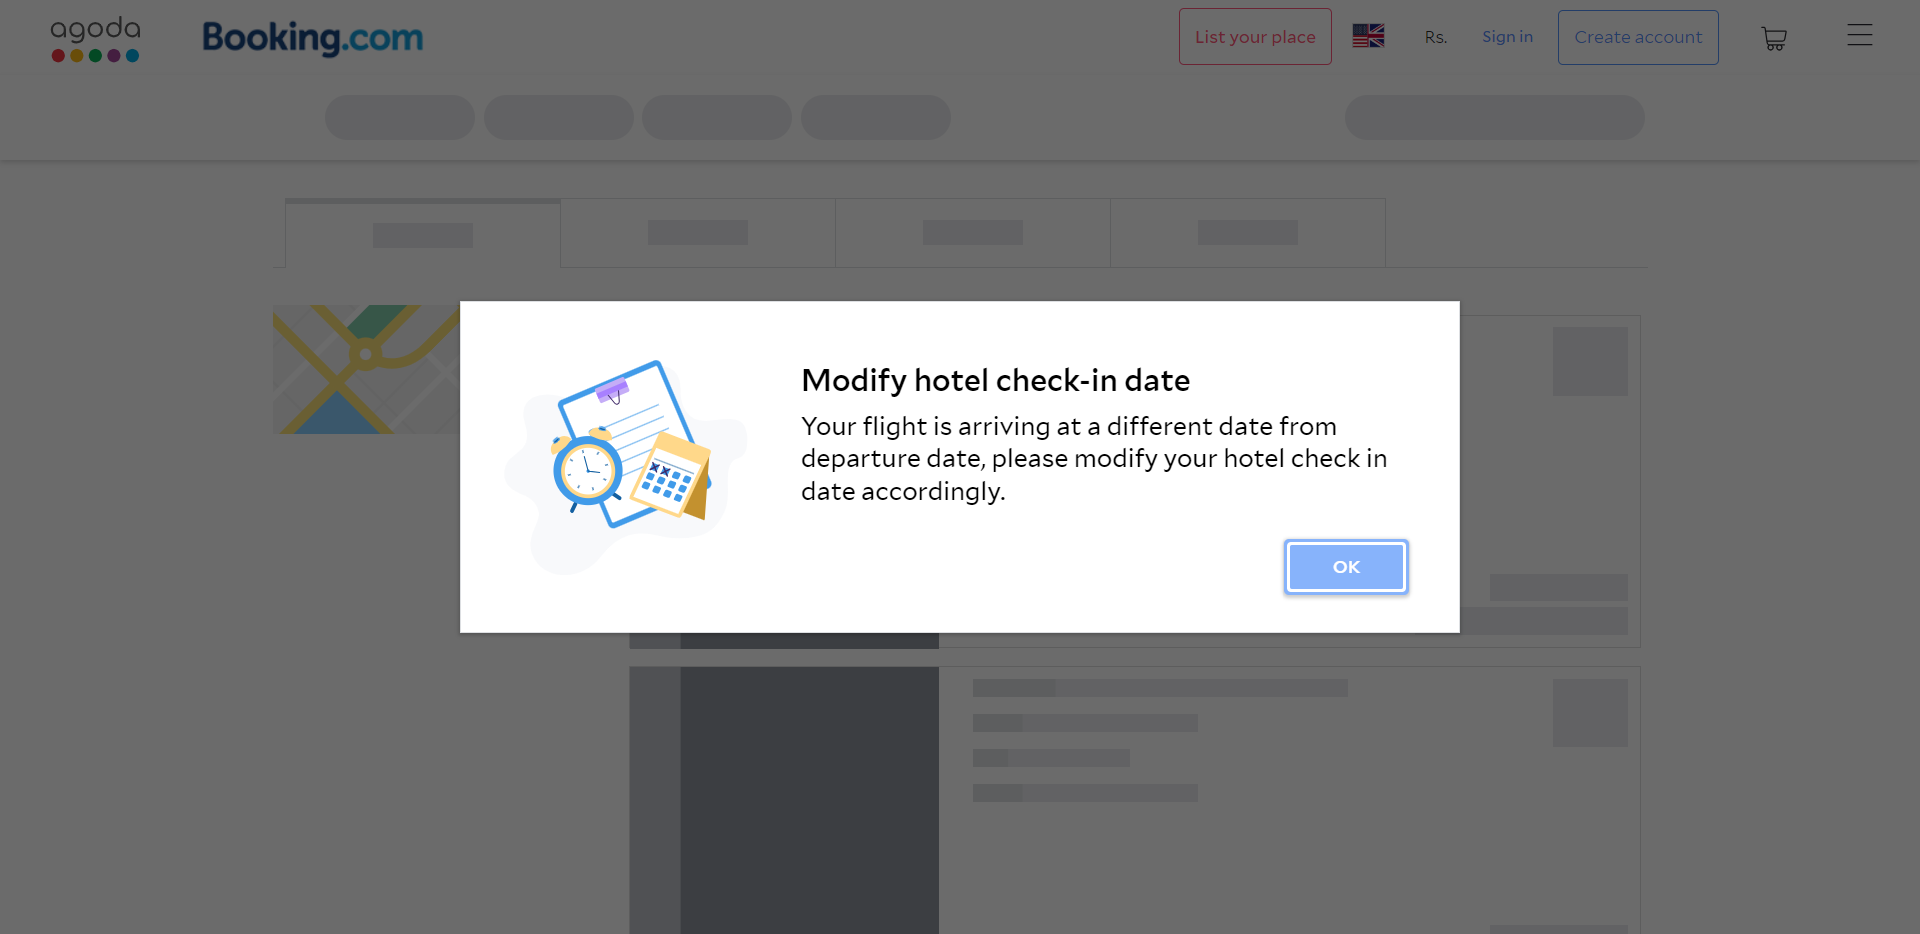 agoda
Booking.com
List your place
Rs.
Sign in
Create account
Modify hotel check-in date
Your flight is arriving at a different date from
departure date, please modify your hotel check in
date accordingly.
OK